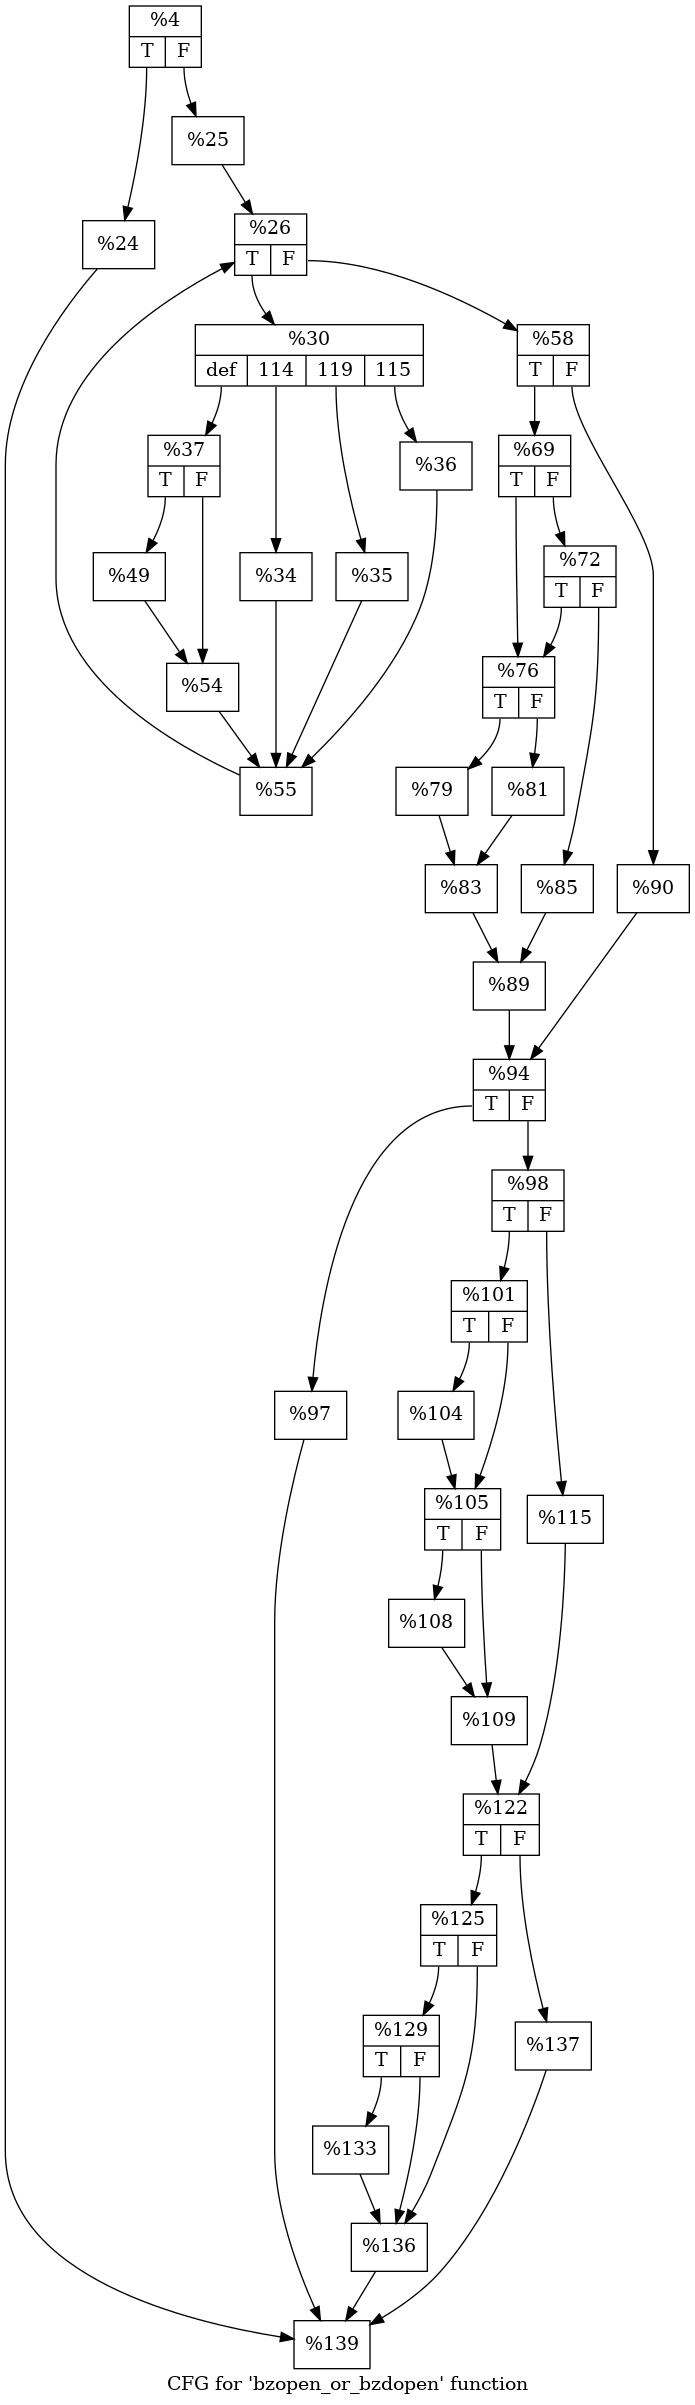 %4
T F
%25
%26
T F
%24
%30
def 114 119 115
%58
T F
%37
T F
%36
%69
T F
%49
%34
%35
%72
T F
%54
%76
T F
%55
%79
%81
%83
%85
%90
%89
%94
T F
%98
T F
%101
T F
%97
%104
%105
T F
%115
%108
%109
%122
T F
%125
T F
%129
T F
%137
%133
%136
%139
CFG for 'bzopen_or_bzdopen' function